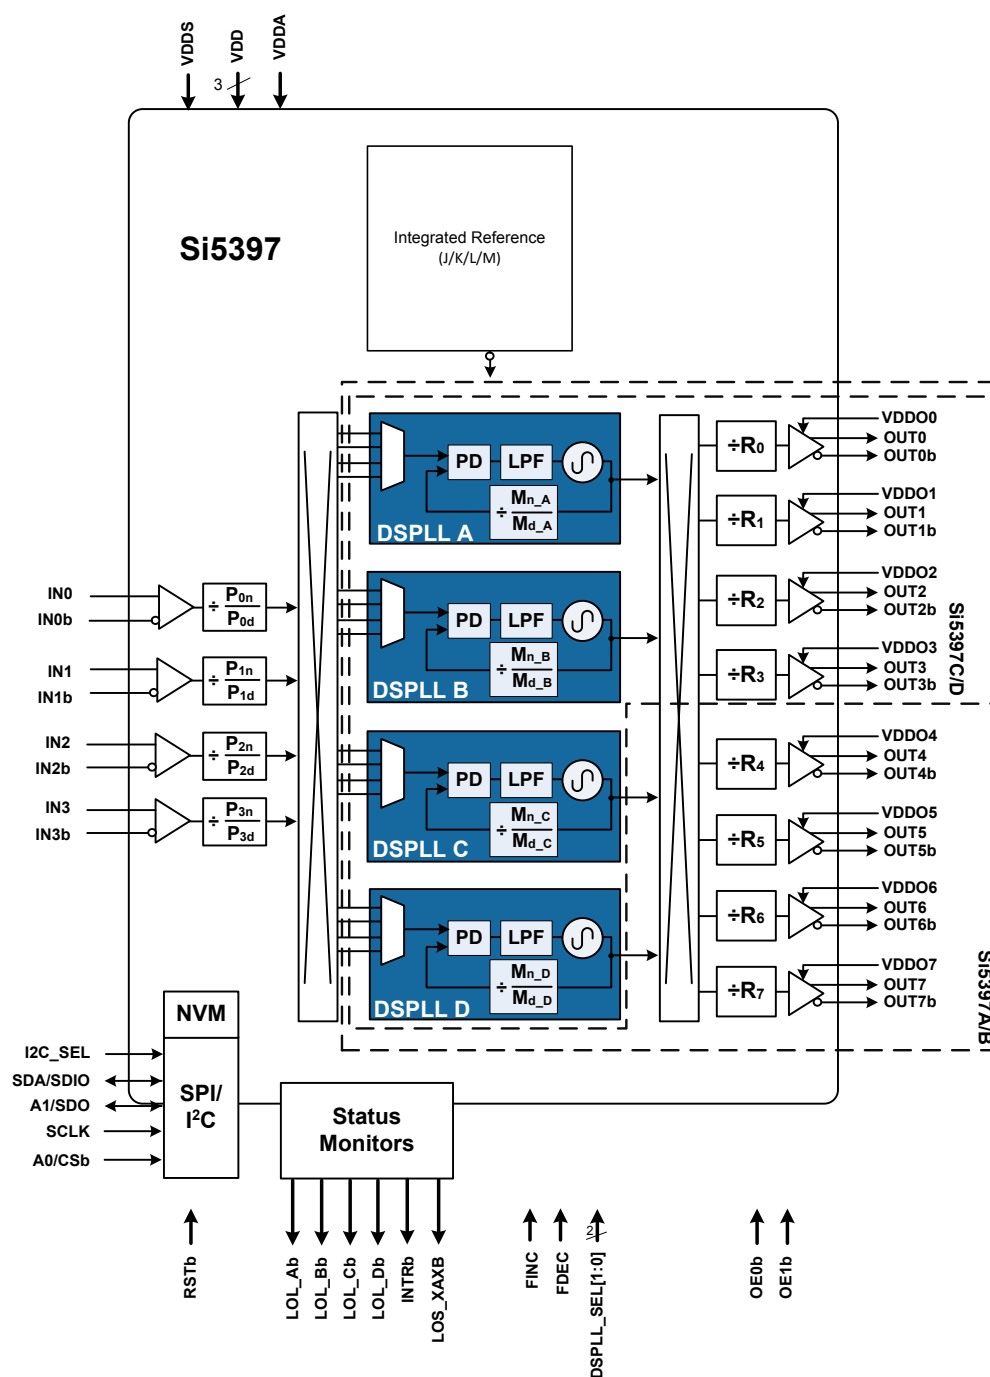 VDDS
VDD
VDDA
3
Si5397
Integrated Reference
(J/K/L/M)
PD
LPF
÷ Mn_A
Md_A
DSPLL A
PD
LPF
÷ Mn_B
Md_B
DSPLL B
PD
LPF
÷ Mn_C
Md_C
DSPLL C
PD
LPF
÷ Mn_D
Md_D
DSPLL D
IN0
IN0b
÷ P0n
P0d
IN1
IN1b
÷ P1n
P1d
IN2
IN2b
÷ P2n
P2d
IN3
IN3b
÷ P3n
P3d
÷R0
VDDO0
OUT0
OUT0b
÷R1
VDDO1
OUT1
OUT1b
÷R2
VDDO2
OUT2
OUT2b
÷R3
VDDO3
OUT3
OUT3b
÷R4
VDDO4
OUT4
OUT4b
÷R5
VDDO5
OUT5
OUT5b
÷R6
VDDO6
OUT6
OUT6b
÷R7
VDDO7
OUT7
OUT7b
Si5397C/D
Si5397A/B
NVM
SPI/
I²C
I2C_SEL
SDA/SDIO
A1/SDO
SCLK
A0/CSb
Status
Monitors
RSTb
LOL_Ab
LOL_Bb
LOL_Cb
LOL_Db
INTRb
LOS_XAXB
FINC
FDEC
2
DSPLL_SEL[1:0]
OE0b
OE1b